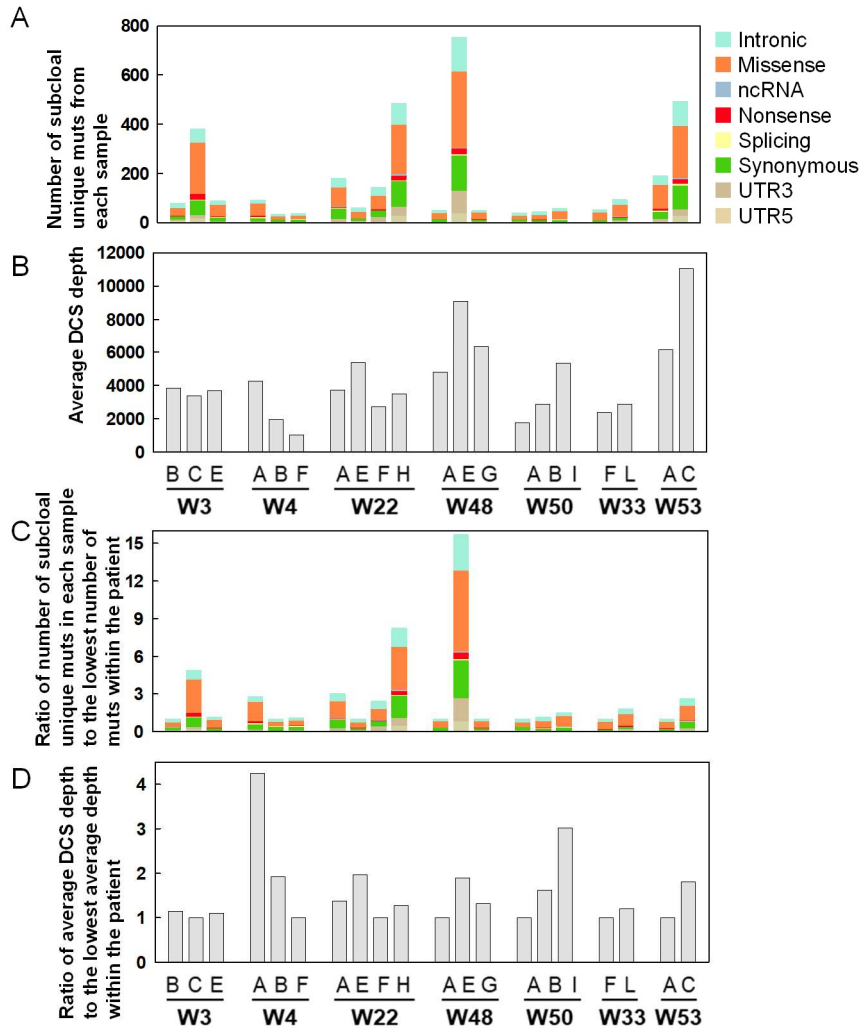 A
Number of subcloal
unique muts from
each sample
800
600
400
200
0
Intronic
Missense
ncRNA
Nonsense
Splicing
Synonymous
UTR3
UTR5
B
Average DCS depth
12000
10000
8000
6000
4000
2000
0
B C E A B F A E F H A E G A B I F L A C
W3 W4 W22 W48 W50 W33 W53
C
Ratio of number of subcloal
unique muts in each sample
to the lowest number of
muts within the patient
15
12
9
6
3
0
D
Ratio of average DCS depth
to the lowest average depth
within the patient
4
3
2
1
0
B C E A B F A E F H A E G A B I F L A C
W3 W4 W22 W48 W50 W33 W53